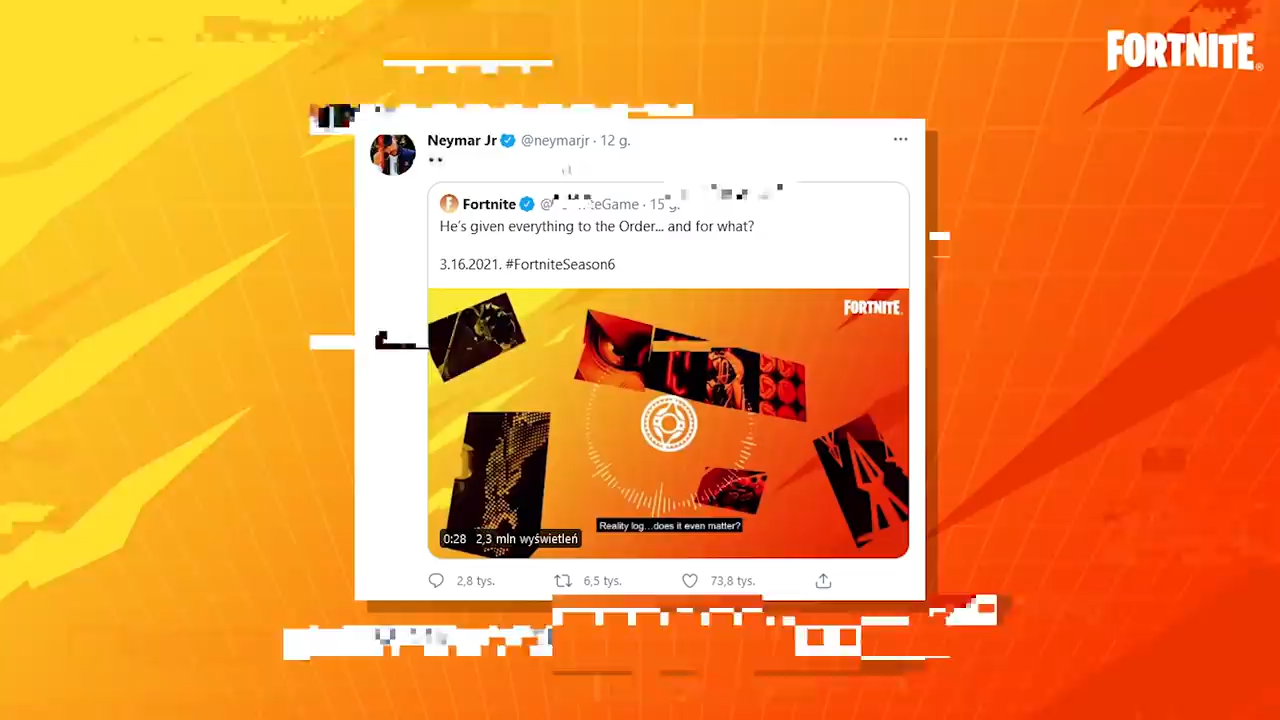 FORTNITE
Neymar Jr @neymarjr · 12 g.
Fortnite · 15 g.
He's given everything to the Order... and for what?
3.16.2021. #FortniteSeason6
FORTNITE
Reality log...does it even matter?
0:28 2,3 mln wyświetleń
2,8 tys. 6,5 tys. 73,8 tys.